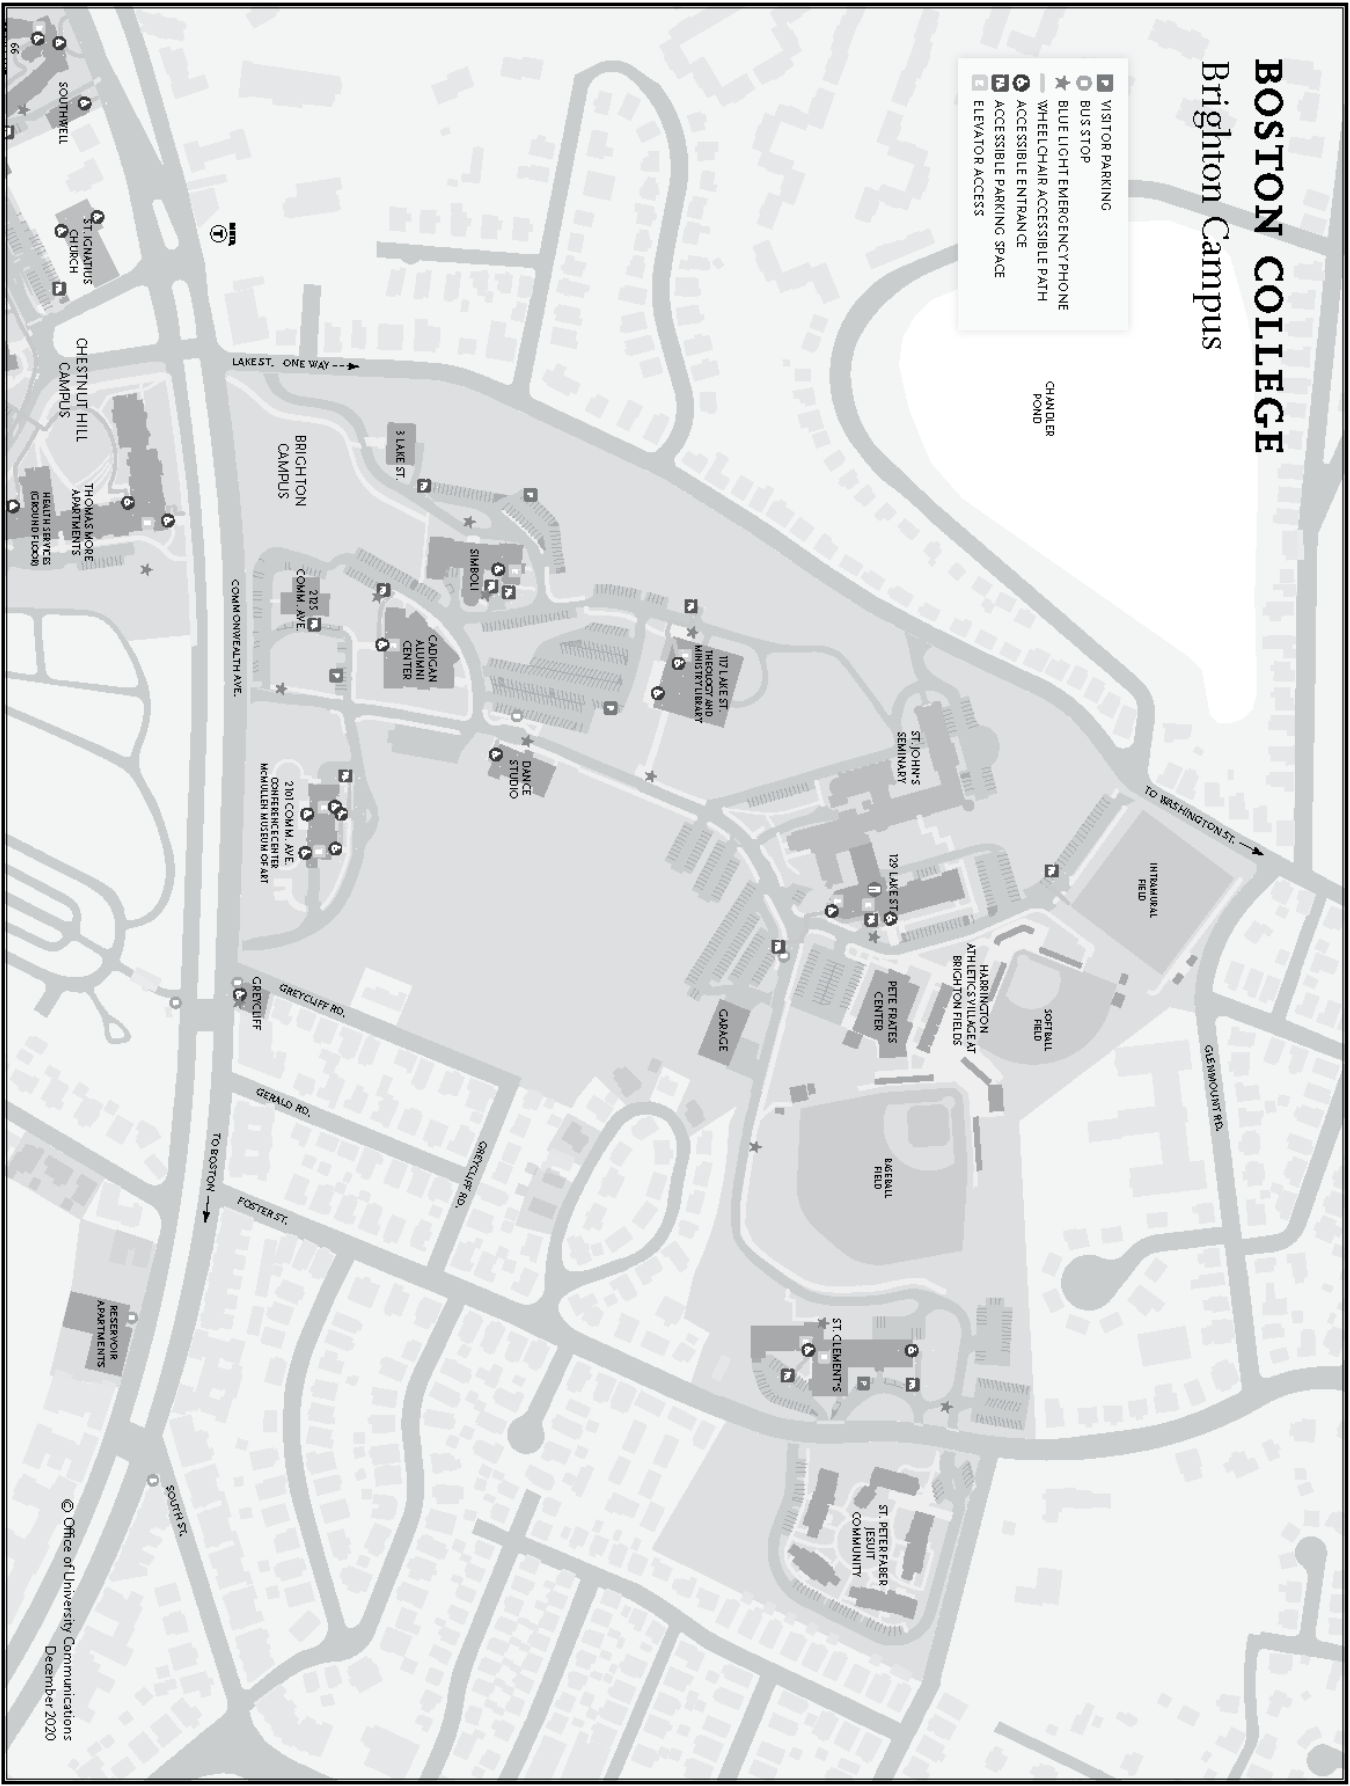 BOSTON COLLEGE
Brighton Campus
P VISITOR PARKING
BUS STOP
BLUE LIGHT EMERGENCY PHONE
WHEELCHAIR ACCESSIBLE PATH
ACCESSIBLE ENTRANCE
ACCESSIBLE PARKING SPACE
E ELEVATOR ACCESS
CHANDLER
POND
TO WASHINGTON ST.
INTRAMURAL
FIELD
GLENMOUNT RD.
SOFTBALL
FIELD
HARRINGTON
ATHLETICS VILLAGE AT
BRIGHTON FIELDS
ST. JOHN'S
SEMINARY
129 LAKE ST.
PETE FRATES
CENTER
BASEBALL
FIELD
ST. CLEMENT'S
P
ST. PETER FABER
JESUIT
COMMUNITY
117 LAKE ST.
THEOLOGY AND
MINISTRY LIBRARY
GARAGE
P
P
P
DANCE
STUDIO
SIMBOLI
3 LAKE ST.
CADIGAN
ALUMNI
CENTER
2125
COMM. AVE.
BRIGHTON
CAMPUS
LAKE ST. ONE WAY
MBTA
T
2101 COMM. AVE.
CONFERENCE CENTER
MCMULLEN MUSEUM OF ART
COMMONWEALTH AVE.
GREYCLIFF
GREYCLIFF RD.
GREYCLIFF RD.
GERALD RD.
FOSTER ST.
TO BOSTON
SOUTH ST.
RESERVOIR
APARTMENTS
SOUTHWELL
66
ST. IGNATIUS
CHURCH
CHESTNUT HILL
CAMPUS
THOMAS MORE
APARTMENTS
HEALTH SERVICES
(GROUND FLOOR)
© Office of University Communications
December 2020